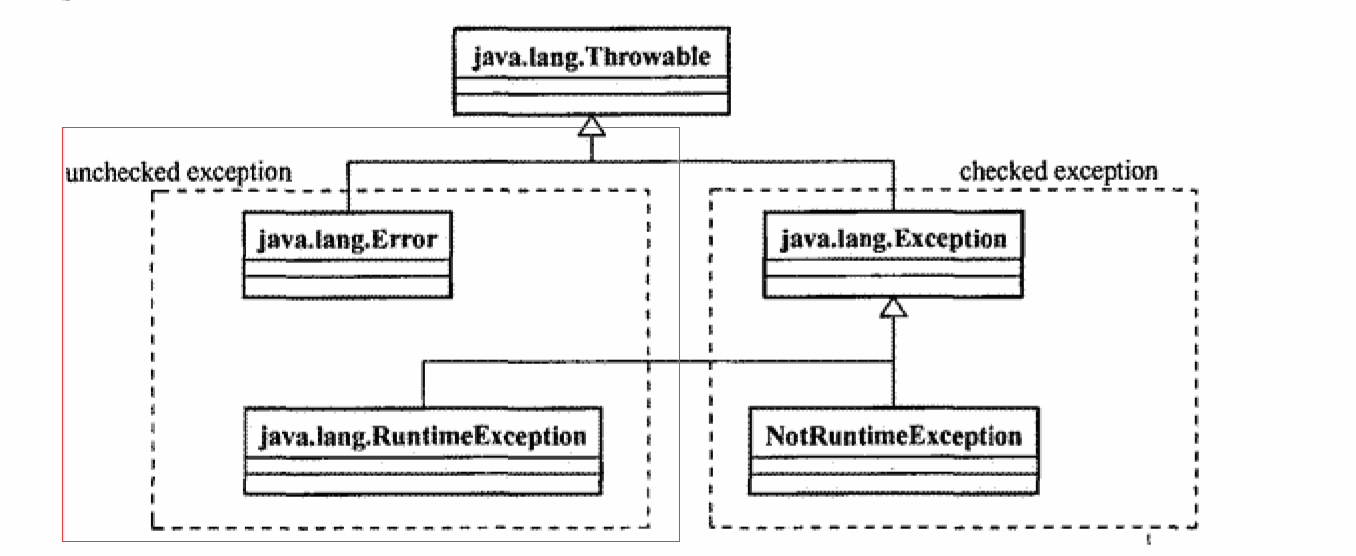 java.lang.Throwable
unchecked exception
checked exception
java.lang.Error
java.lang.Exception
java.lang.RuntimeException
NotRuntimeException